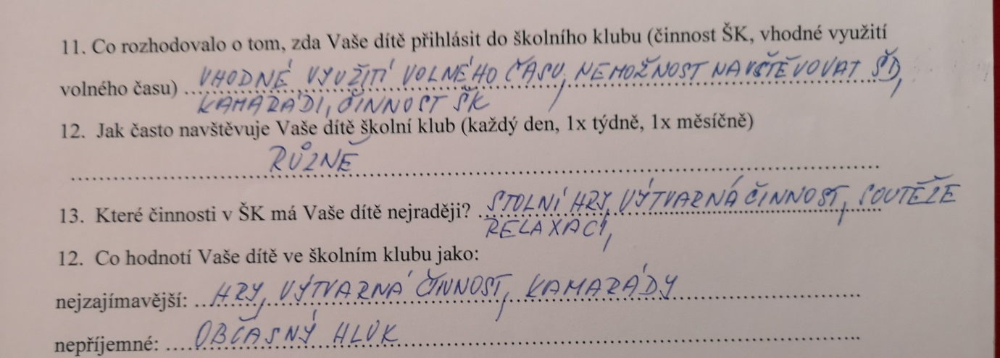 11. Co rozhodovalo o tom, zda Vaše dítě přihlásit do školního klubu (činnost ŠK, vhodné využití
volného času) VHODNÉ VYUŽITÍ VOLNÉHO ČASU, NEMOŽNOST NAVŠTĚVOVAT ŠD,
KAMARÁDI, ČINNOST ŠK
12. Jak často navštěvuje Vaše dítě školní klub (každý den, 1x týdně, 1x měsíčně)
RŮZNĚ
13. Které činnosti v ŠK má Vaše dítě nejraději? STOLNÍ HRY, VÝTVARNÁ ČINNOST, SOUTĚŽE
RELAXACI,
12. Co hodnotí Vaše dítě ve školním klubu jako:
nejzajímavější: HRY, VÝTVARNÁ ČINNOST, KAMARÁDY
nepříjemné: OBČASNÝ HLUK